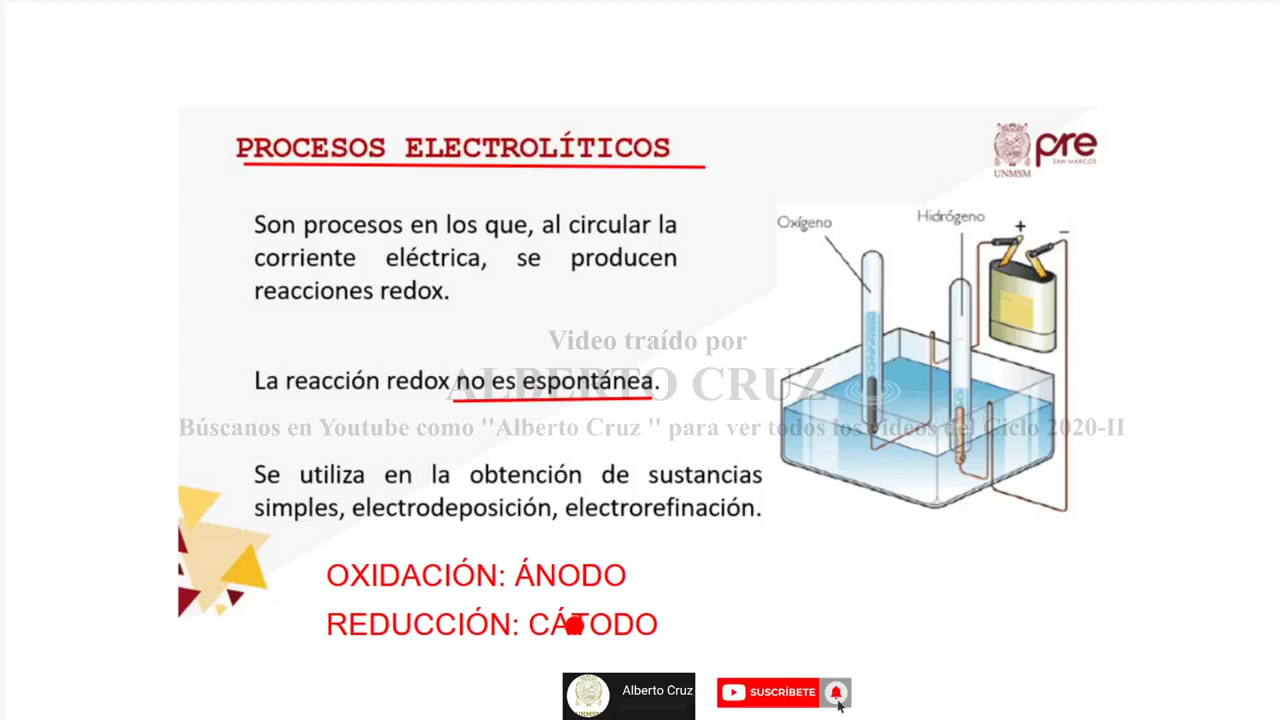 PROCESOS ELECTROLÍTICOS
pre
SAN MARCOS
UNMSM
Son procesos en los que, al circular la
corriente eléctrica, se producen
reacciones redox.
Oxígeno
Hidrógeno
+
−
Video traído por
La reacción redox no es espontánea.
ALBERTO CRUZ
Búscanos en Youtube como "Alberto Cruz " para ver todos los videos del Ciclo 2020-II
Se utiliza en la obtención de sustancias
simples, electrodeposición, electrorefinación.
OXIDACIÓN: ÁNODO
REDUCCIÓN: CÁTODO
Alberto Cruz
UNMSM
SUSCRÍBETE